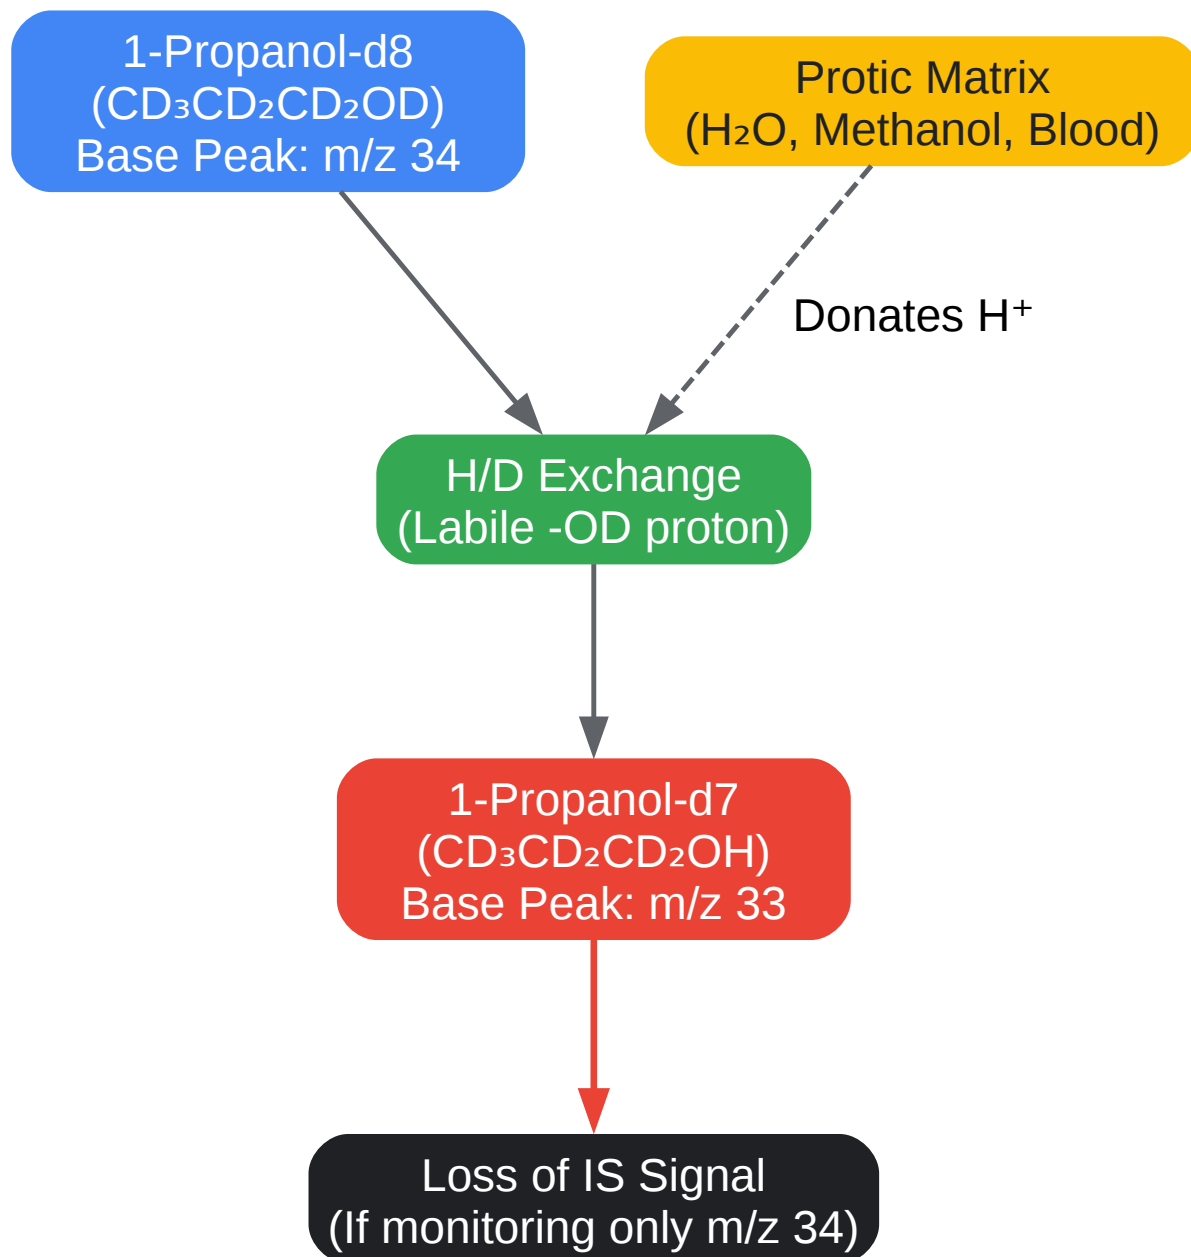 1-Propanol-d8
(CD₃CD₂CD₂OD)
Base Peak: m/z 34
Protic Matrix
(H₂O, Methanol, Blood)
Donates H⁺
H/D Exchange
(Labile -OD proton)
1-Propanol-d7
(CD₃CD₂CD₂OH)
Base Peak: m/z 33
Loss of IS Signal
(If monitoring only m/z 34)